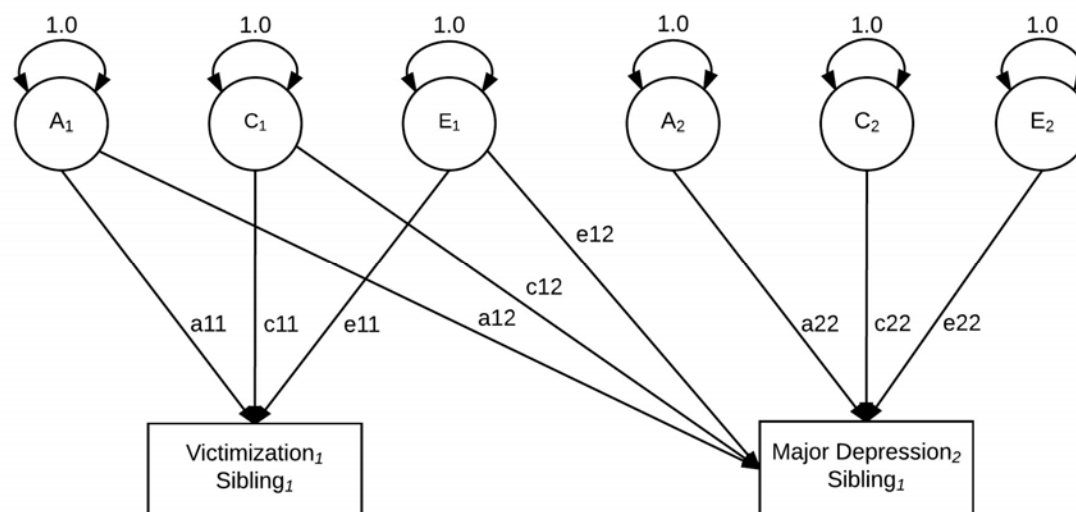 1.0 1.0 1.0 1.0 1.0 1.0
A₁ C₁ E₁ A₂ C₂ E₂
e12
c12
a12
a11 c11 e11 a22 c22 e22
Victimization₁
Sibling₁
Major Depression₂
Sibling₁